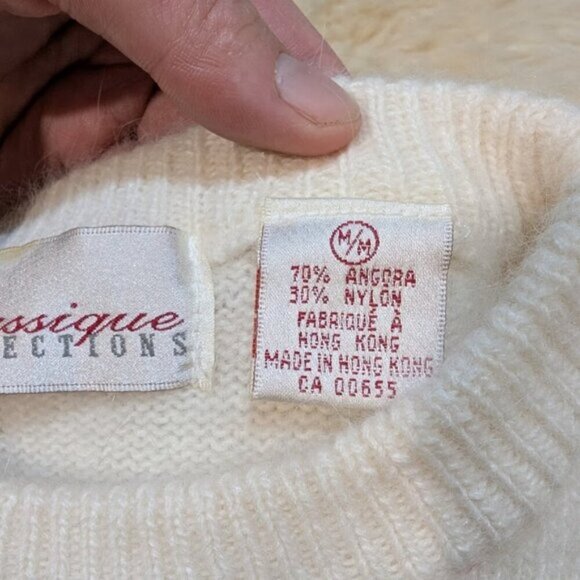 ssique
ECTIONS
M/M
70% ANGORA
30% NYLON
FABRIQUÉ À
HONG KONG
MADE IN HONG KONG
CA 00655